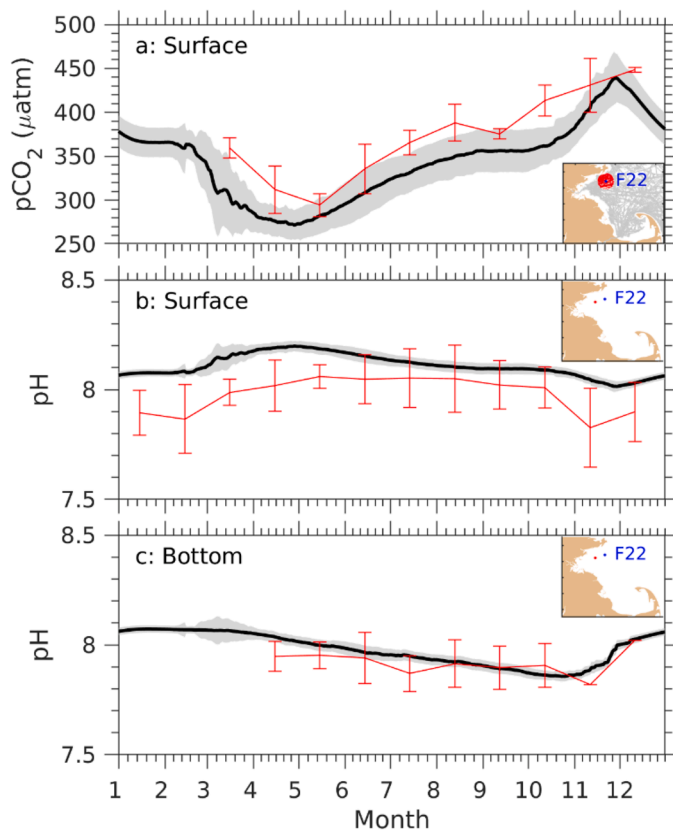 a: Surface
500
450
400
350
300
250
pCO₂ (μatm)
F22
b: Surface
8.5
8
7.5
pH
F22
c: Bottom
8.5
8
7.5
pH
F22
1 2 3 4 5 6 7 8 9 10 11 12
Month